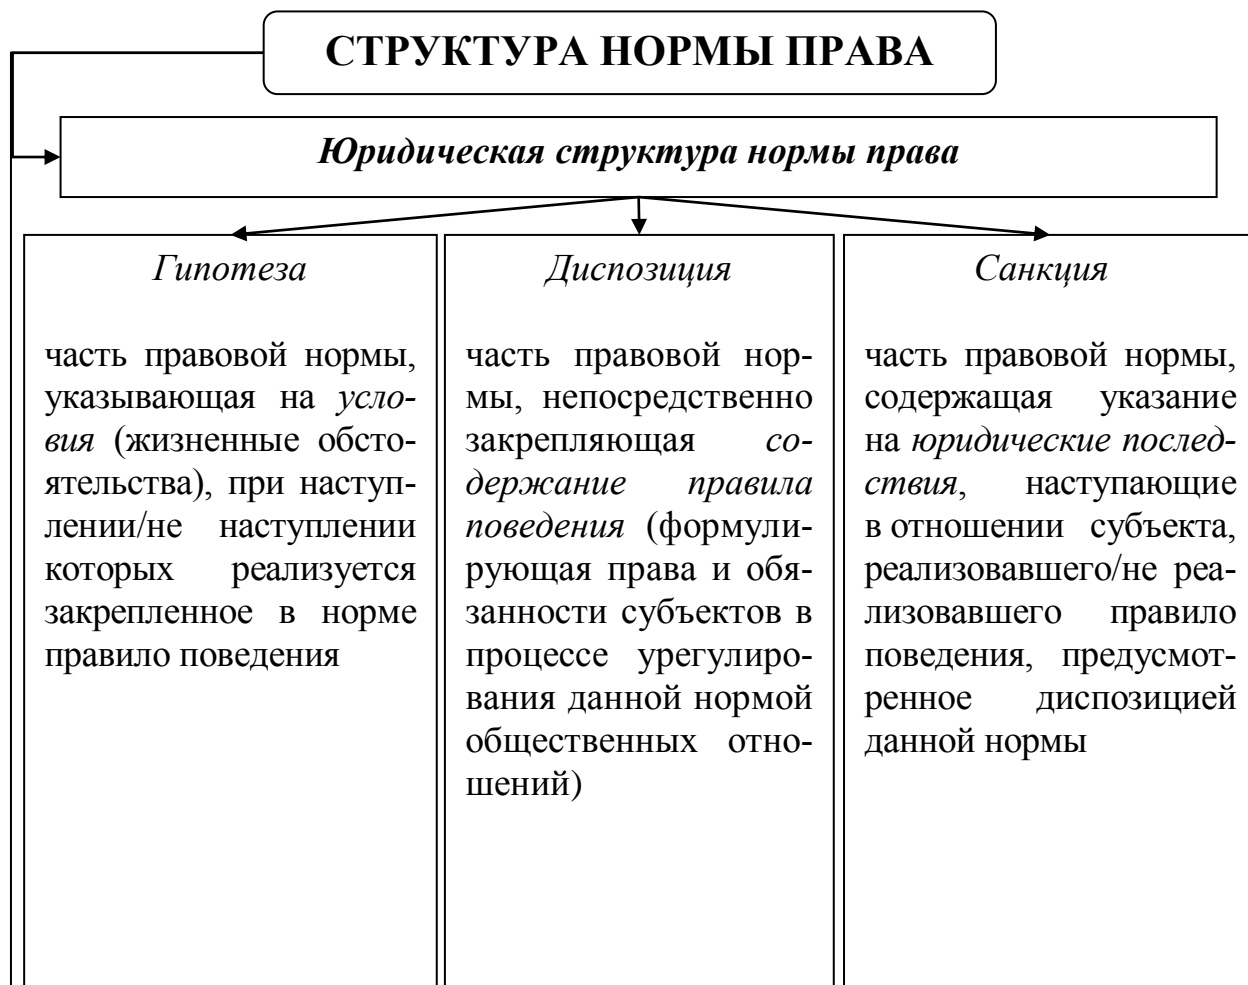 СТРУКТУРА НОРМЫ ПРАВА
Юридическая структура нормы права
Гипотеза
часть правовой нормы,
указывающая на усло-
вия (жизненные обсто-
ятельства), при наступ-
лении/не наступлении
которых реализуется
закрепленное в норме
правило поведения
Диспозиция
часть правовой нор-
мы, непосредственно
закрепляющая со-
держание правила
поведения (формули-
рующая права и обя-
занности субъектов в
процессе урегулиро-
вания данной нормой
общественных отно-
шений)
Санкция
часть правовой нормы,
содержащая указание
на юридические послед-
ствия, наступающие
в отношении субъекта,
реализовавшего/не реа-
лизовавшего правило
поведения, предусмот-
ренное диспозицией
данной нормы